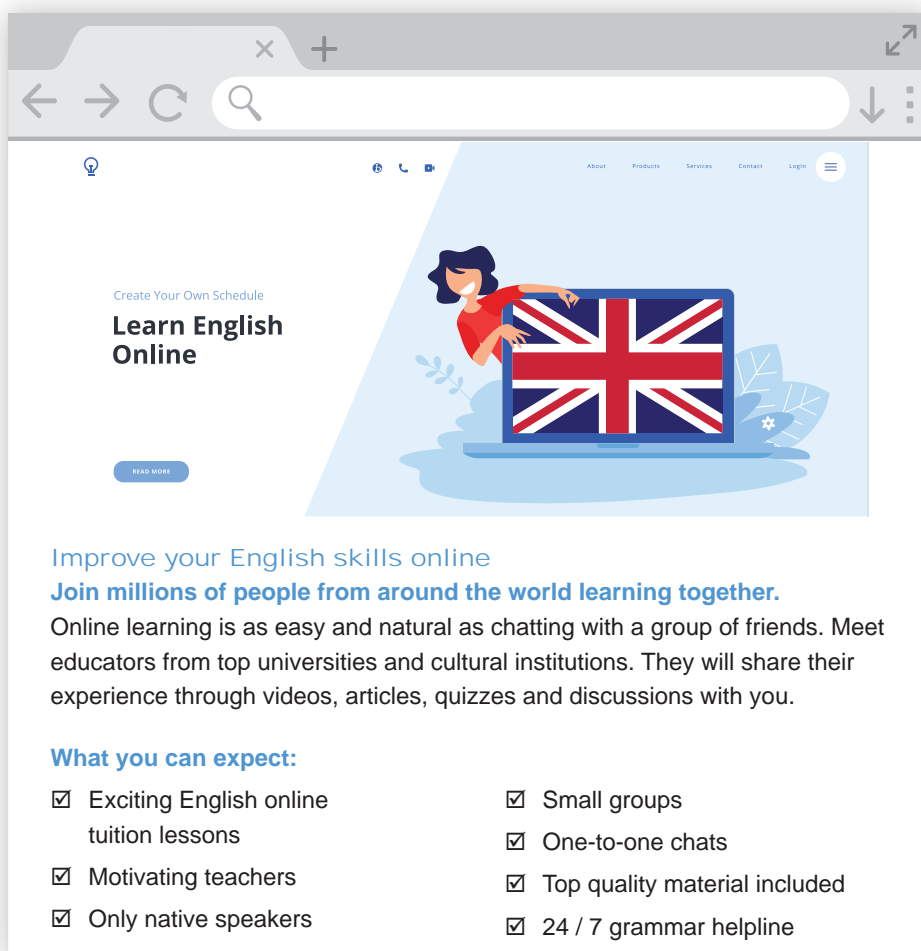 About Products Services Contact Login
Create Your Own Schedule
Learn English
Online
READ MORE
Improve your English skills online
Join millions of people from around the world learning together.
Online learning is as easy and natural as chatting with a group of friends. Meet
educators from top universities and cultural institutions. They will share their
experience through videos, articles, quizzes and discussions with you.
What you can expect:
Exciting English online
tuition lessons
Motivating teachers
Only native speakers
Small groups
One-to-one chats
Top quality material included
24 / 7 grammar helpline